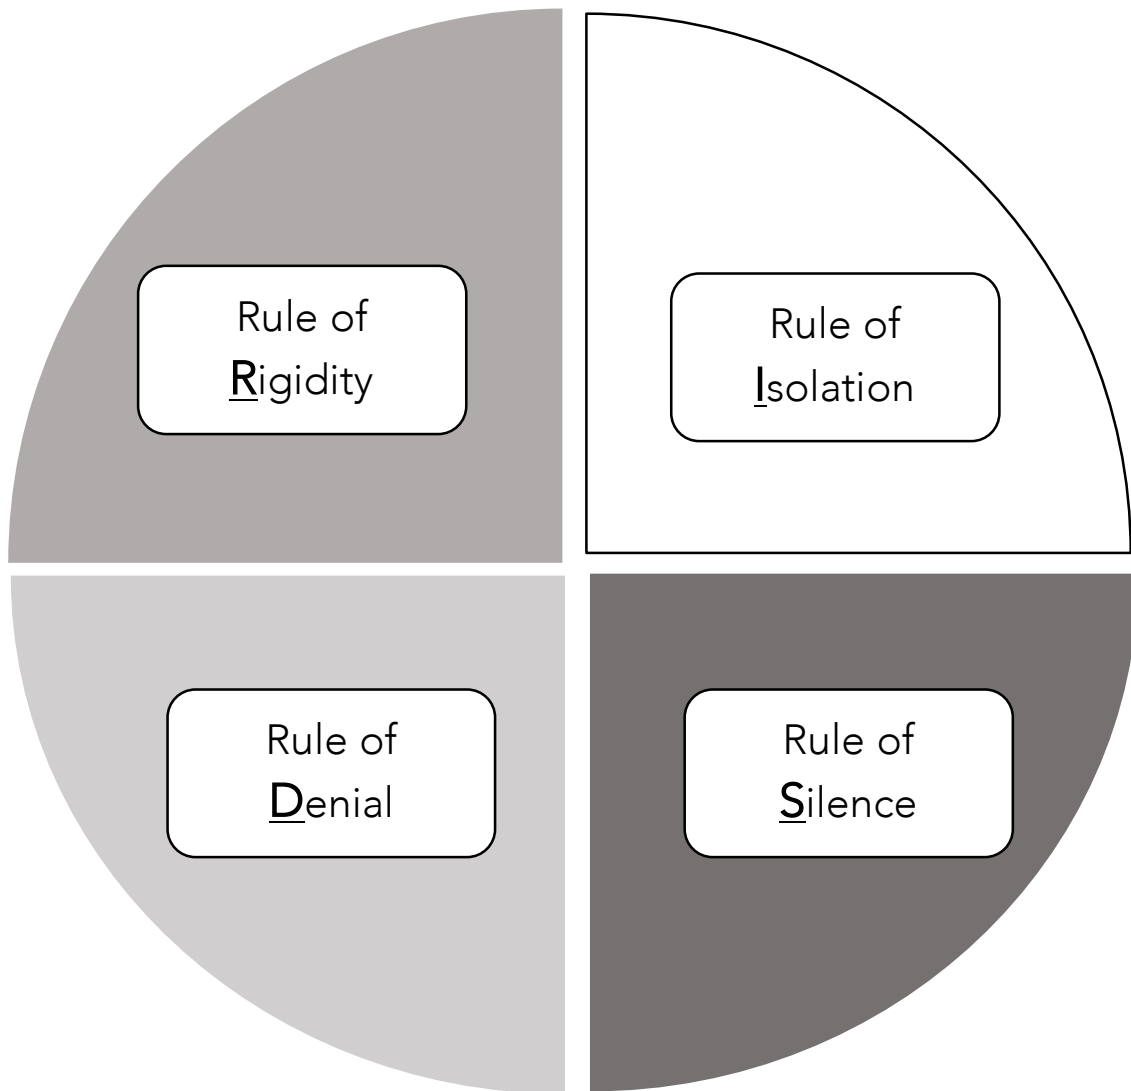 Rule of
Rigidity
Rule of
Isolation
Rule of
Denial
Rule of
Silence